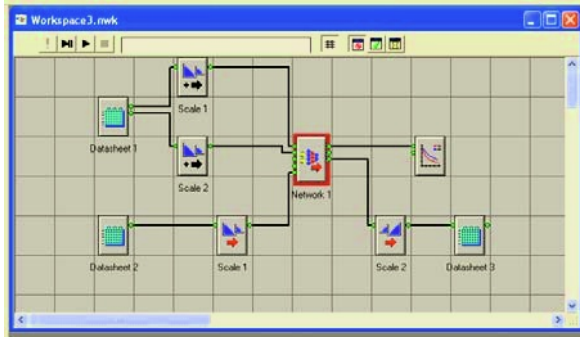 Workspace3.nwk
Scale 1
Datasheet 1
Scale 2
Network 1
Datasheet 2
Scale 1
Scale 2
Datasheet 3